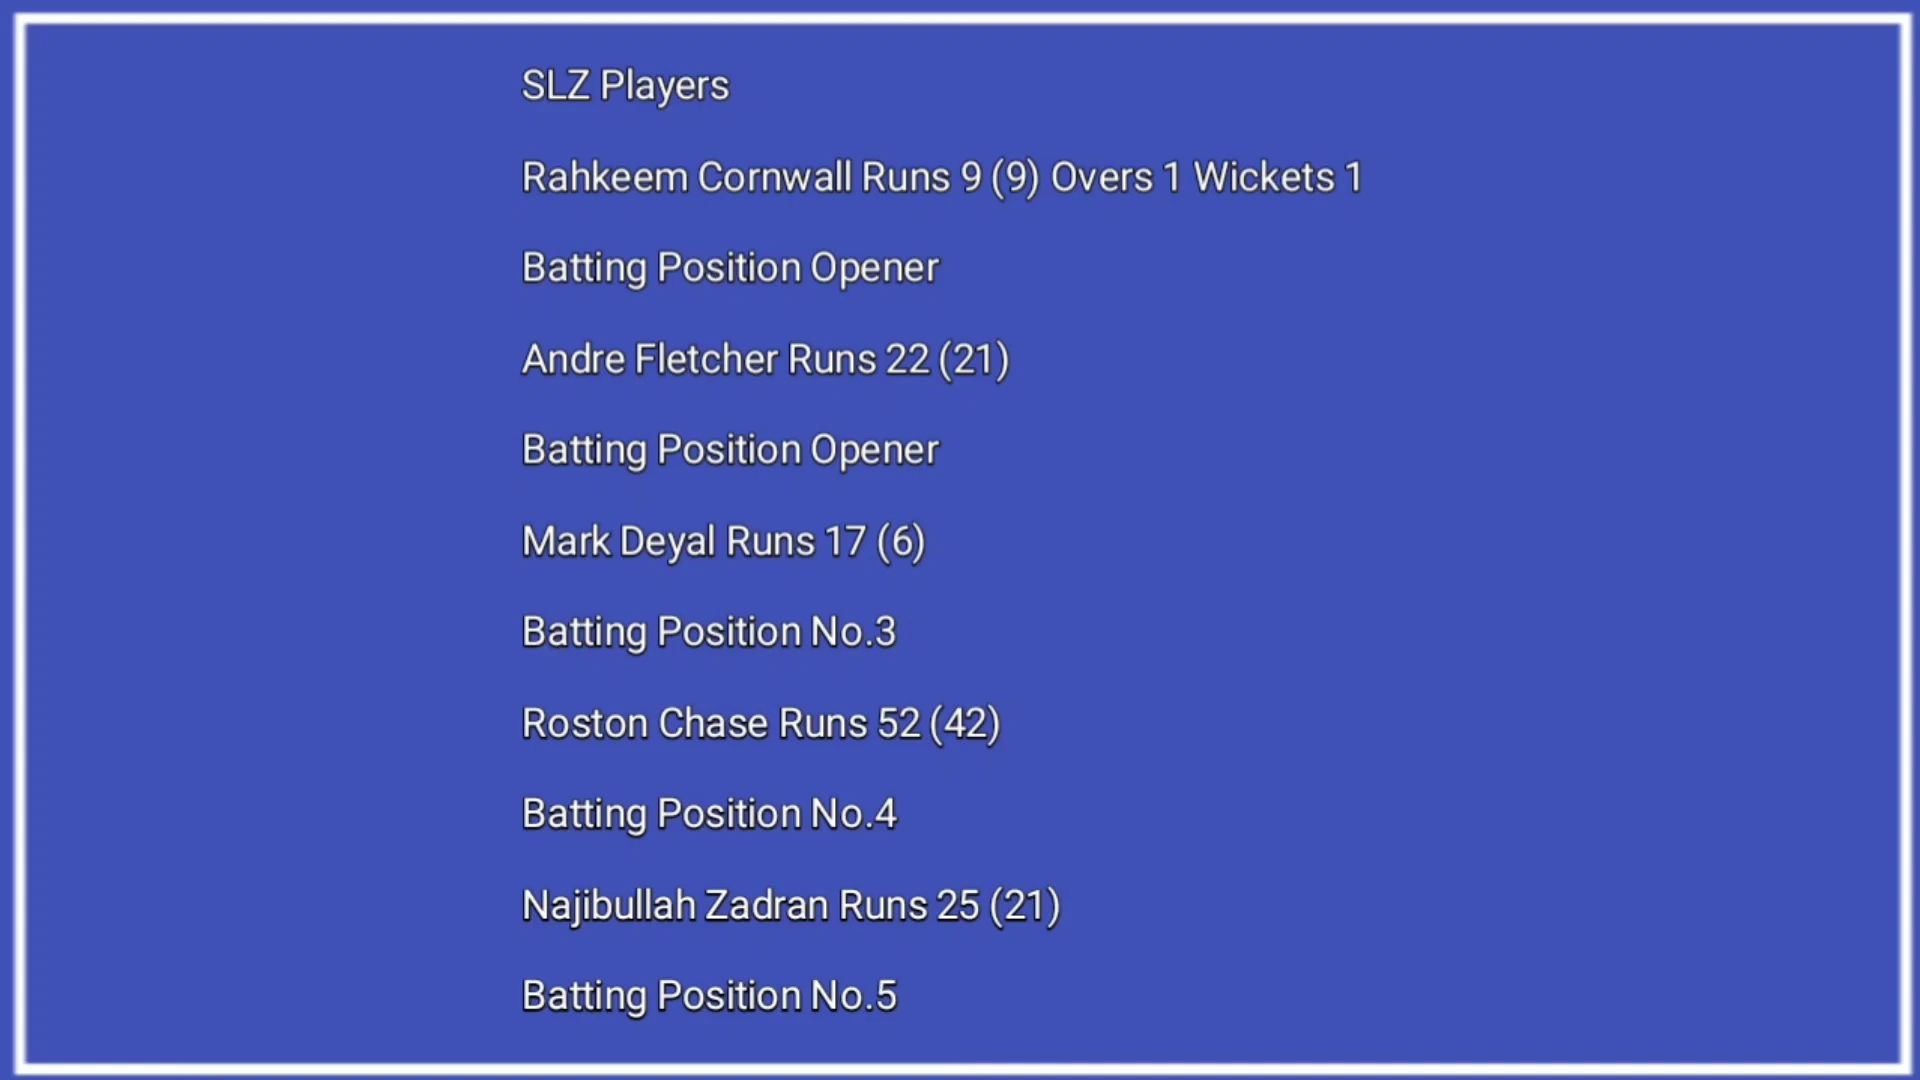 SLZ Players
Rahkeem Cornwall Runs 9 (9) Overs 1 Wickets 1
Batting Position Opener
Andre Fletcher Runs 22 (21)
Batting Position Opener
Mark Deyal Runs 17 (6)
Batting Position No.3
Roston Chase Runs 52 (42)
Batting Position No.4
Najibullah Zadran Runs 25 (21)
Batting Position No.5